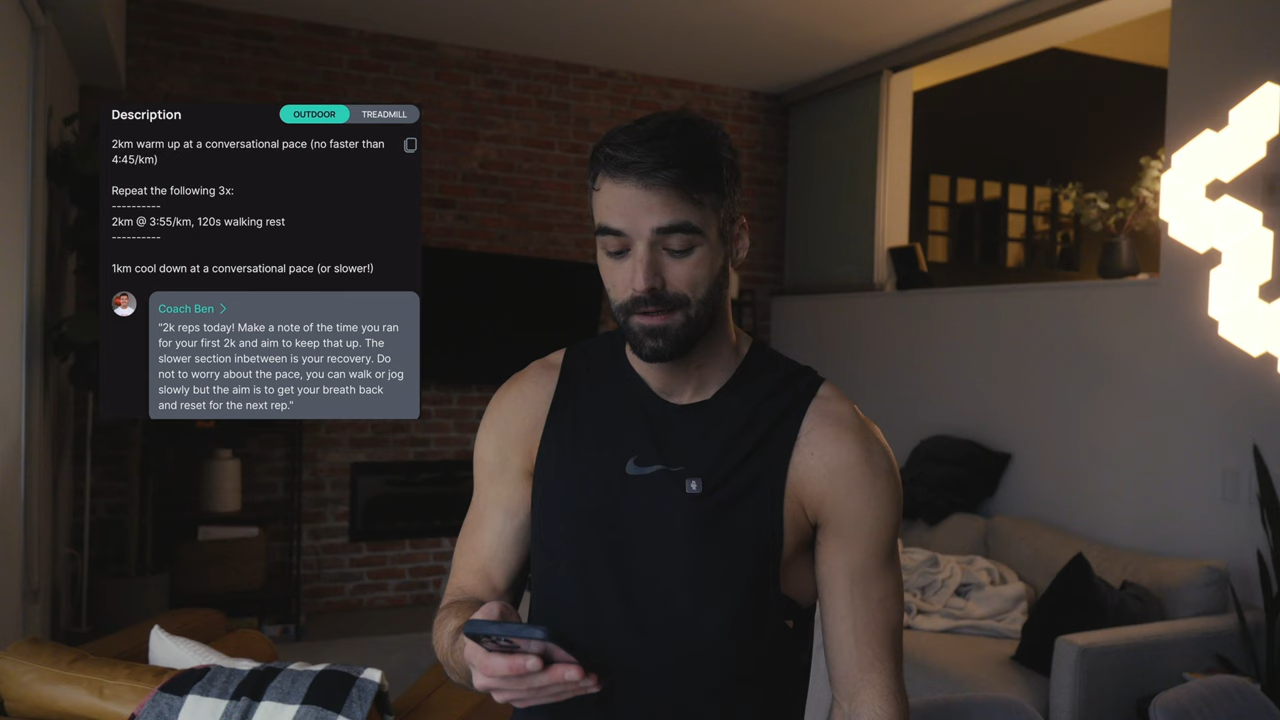 Description
OUTDOOR TREADMILL
2km warm up at a conversational pace (no faster than
4:45/km)
Repeat the following 3x:
----------
2km @ 3:55/km, 120s walking rest
----------
1km cool down at a conversational pace (or slower!)
Coach Ben >
"2k reps today! Make a note of the time you ran
for your first 2k and aim to keep that up. The
slower section inbetween is your recovery. Do
not to worry about the pace, you can walk or jog
slowly but the aim is to get your breath back
and reset for the next rep."